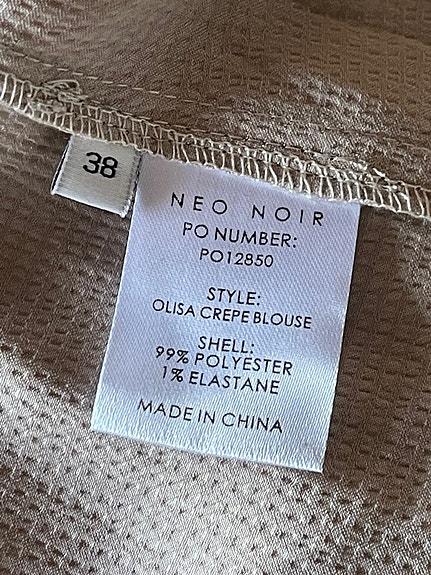 38
NEO NOIR
PO NUMBER:
PO12850
STYLE:
OLISA CREPE BLOUSE
SHELL:
99% POLYESTER
1% ELASTANE
MADE IN CHINA